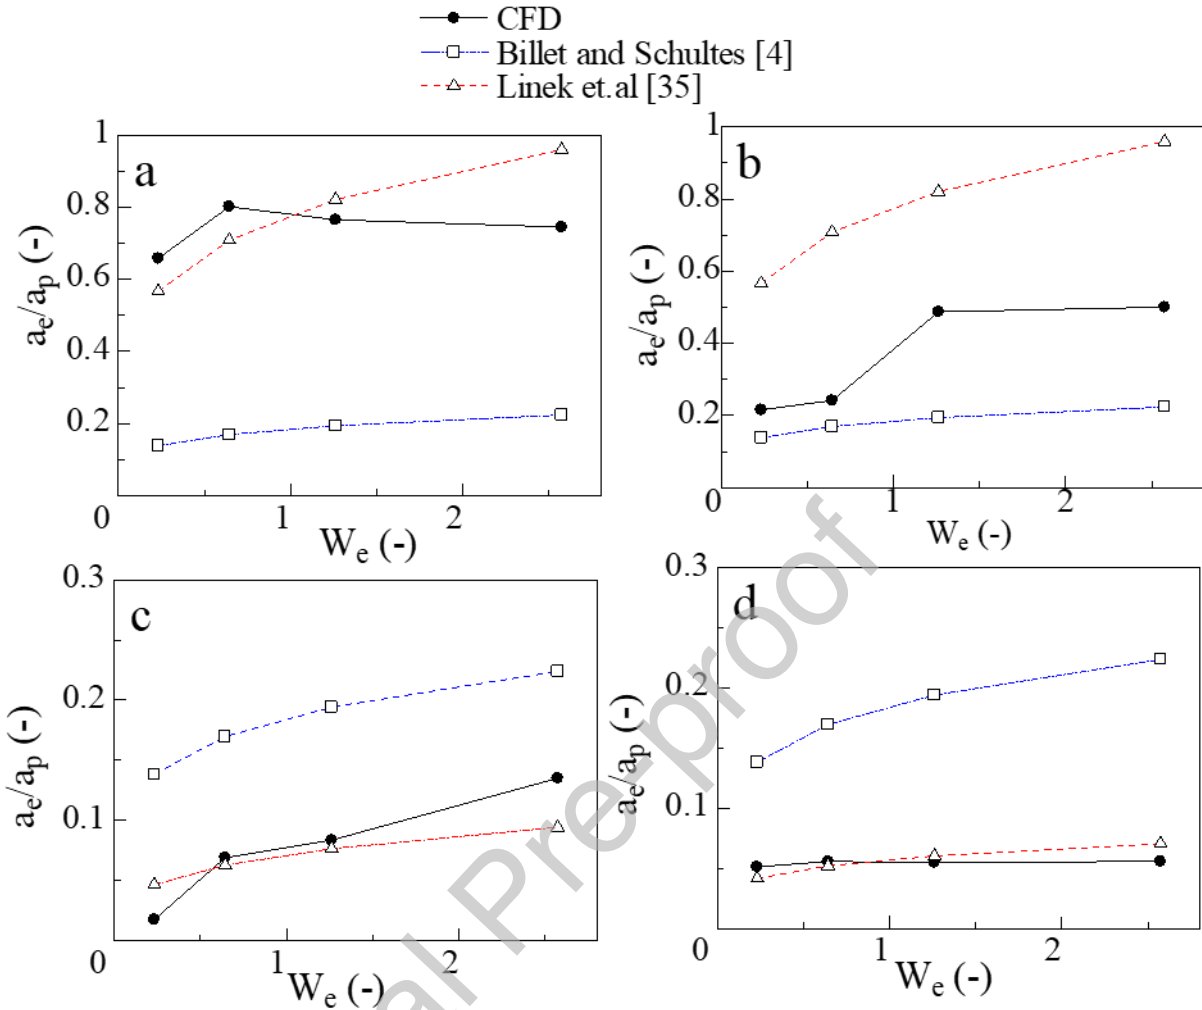 CFD
Billet and Schultes [4]
Linek et.al [35]
a
1
0.8
0.6
0.4
0.2
0
1
2
ae/ap (-)
We (-)
b
1
0.8
0.6
0.4
0.2
0
1
2
ae/ap (-)
We (-)
c
0.3
0.2
0.1
0
1
2
ae/ap (-)
We (-)
d
0.3
0.2
0.1
0
1
2
ae/ap (-)
We (-)
al Pre-proof